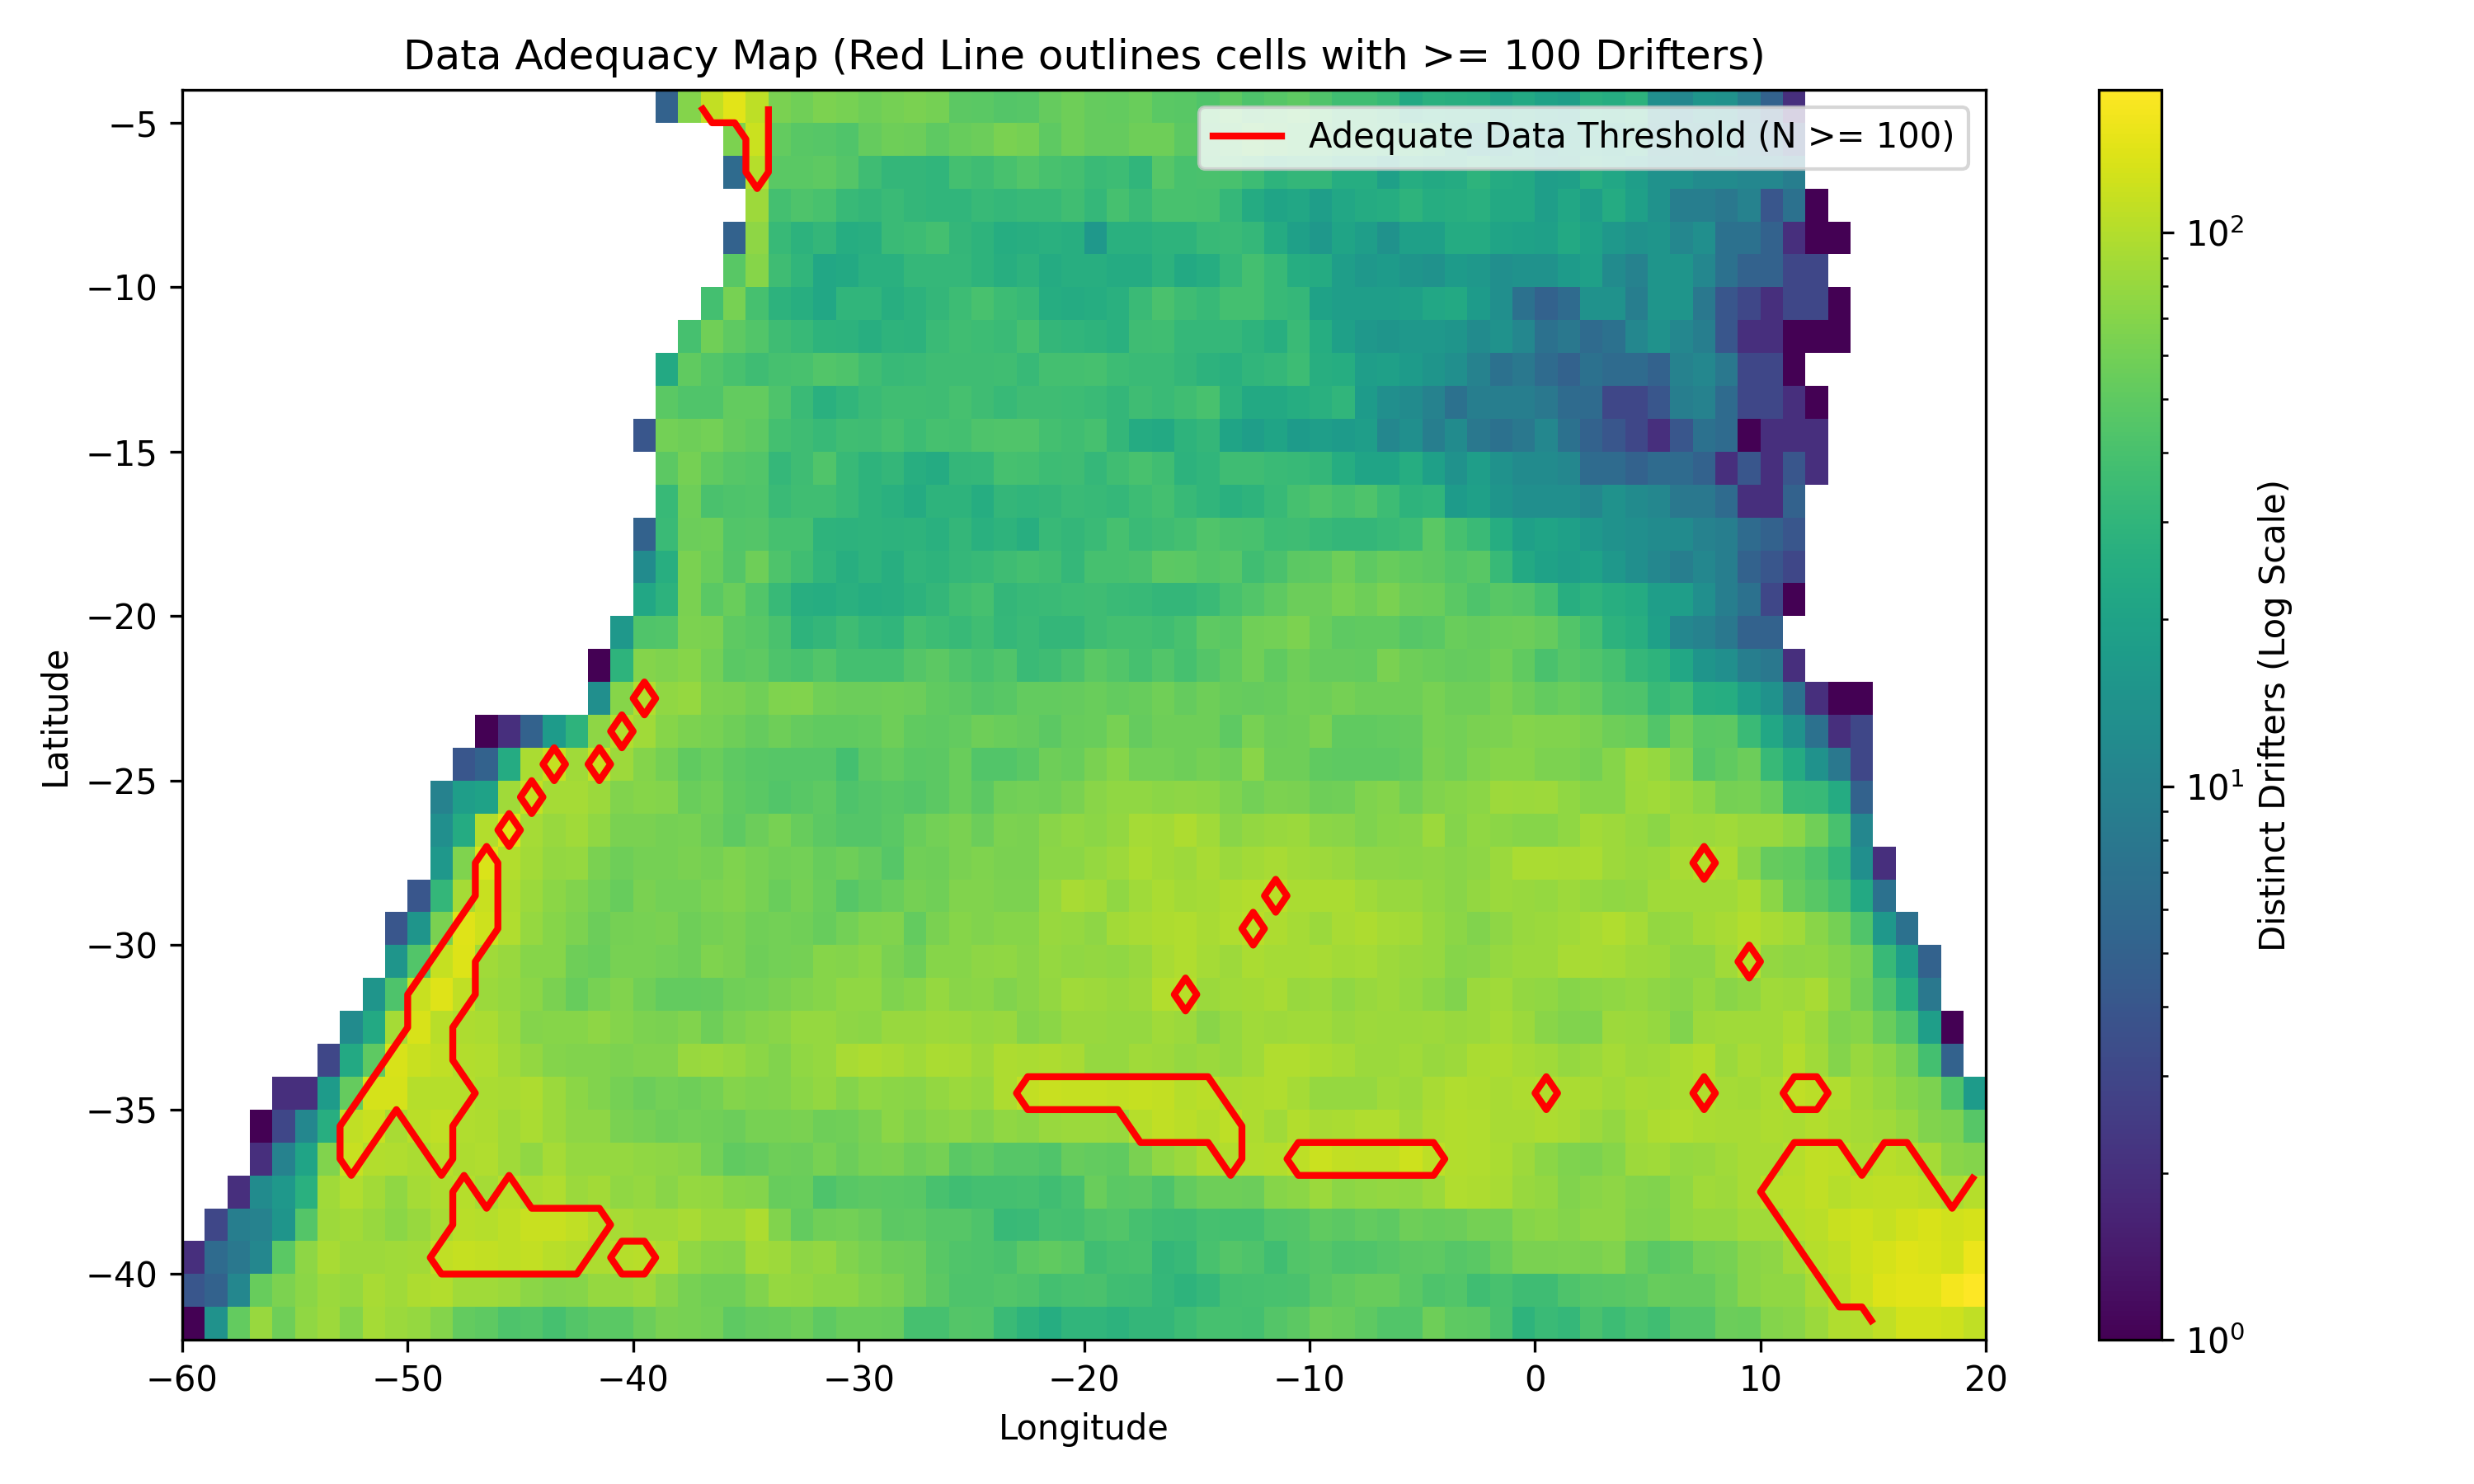 Data Adequacy Map (Red Line outlines cells with >= 100 Drifters)
Adequate Data Threshold (N >= 100)
−5
−10
−15
−20
−25
−30
−35
−40
Latitude
−60 −50 −40 −30 −20 −10 0 10 20
Longitude
10²
10¹
10⁰
Distinct Drifters (Log Scale)